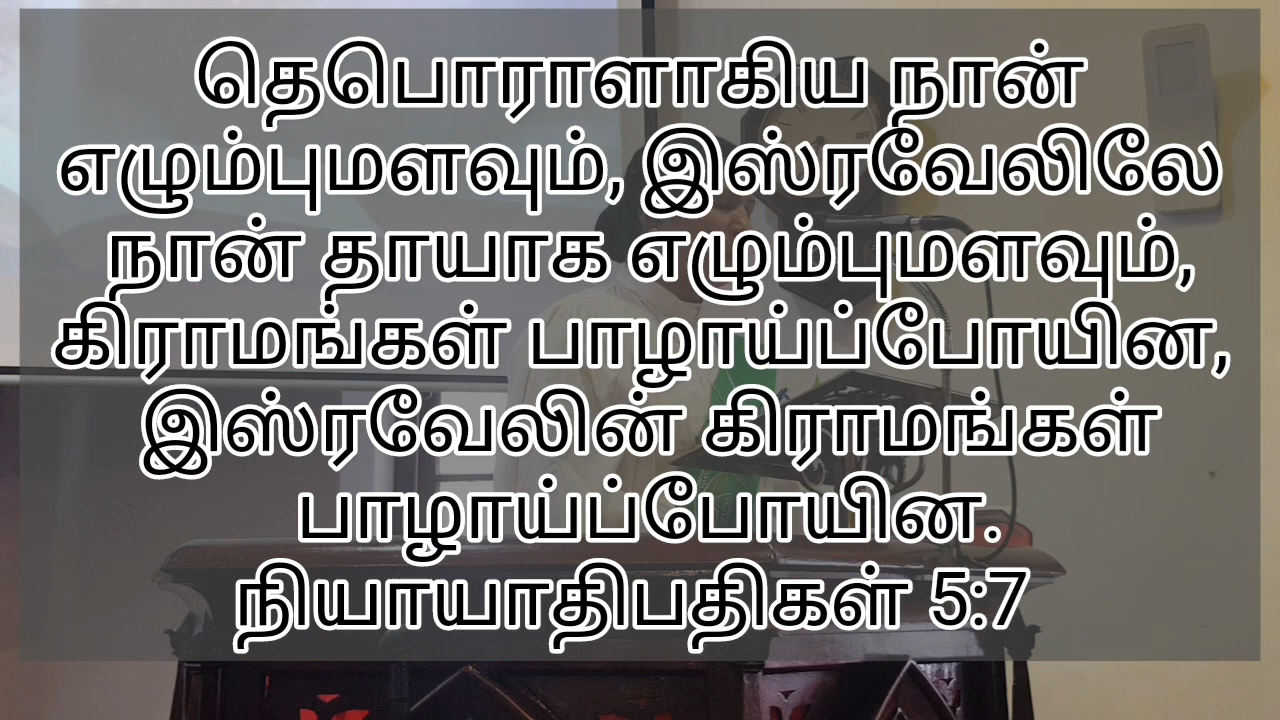 தெபொராளாகிய நான்
எழும்புமளவும், இஸ்ரவேலிலே
நான் தாயாக எழும்புமளவும்,
கிராமங்கள் பாழாய்ப்போயின,
இஸ்ரவேலின் கிராமங்கள்
பாழாய்ப்போயின.
நியாயாதிபதிகள் 5:7